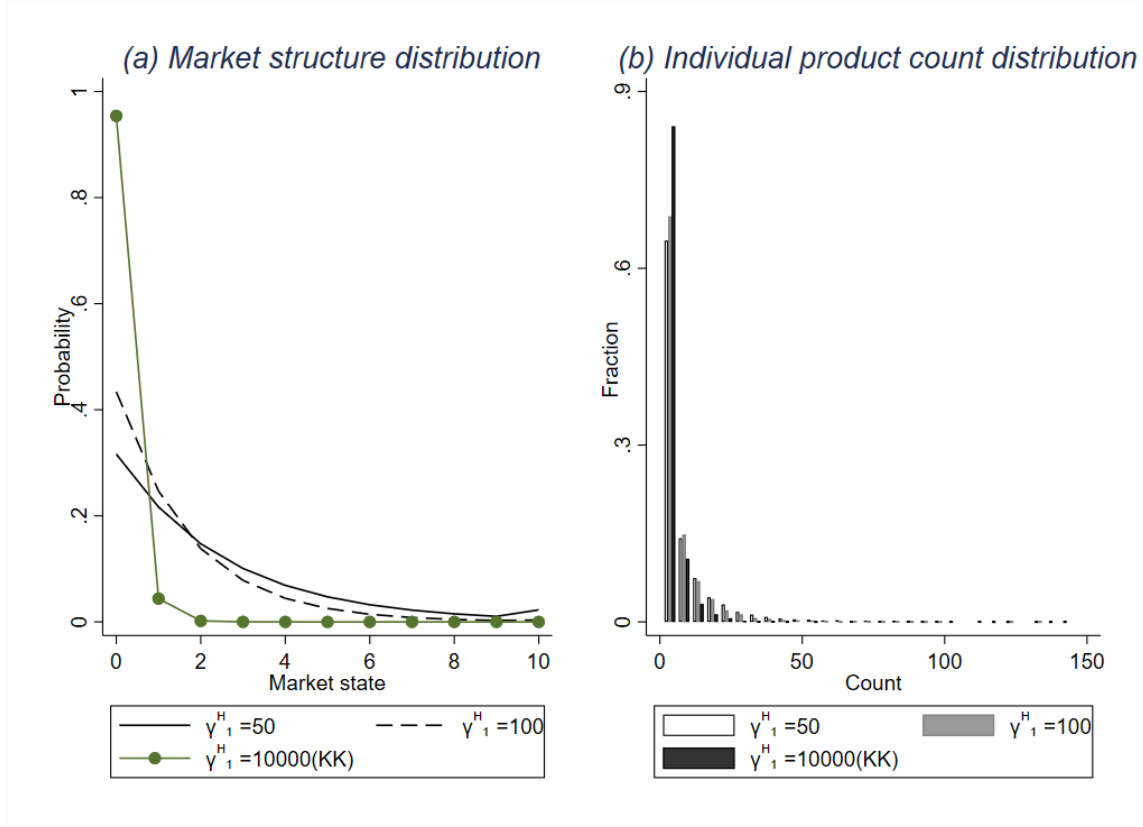 (a) Market structure distribution
1
.8
.6
.4
.2
0
Probability
0 2 4 6 8 10
Market state
γᴴ₁ =50
γᴴ₁ =100
γᴴ₁ =10000(KK)
(b) Individual product count distribution
.9
.6
.3
0
Fraction
0 50 100 150
Count
γᴴ₁ =50
γᴴ₁ =100
γᴴ₁ =10000(KK)